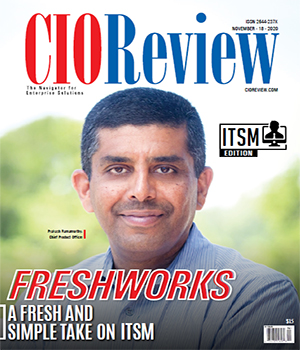 CIOReview
The Navigator for
Enterprise Solutions
ISSN 2644-237X
NOVEMBER - 18 - 2020
CIOREVIEW.COM
ITSM
EDITION
Prakash Ramamurthy
Chief Product Officer
FRESHWORKS
A FRESH AND
SIMPLE TAKE ON ITSM
$15